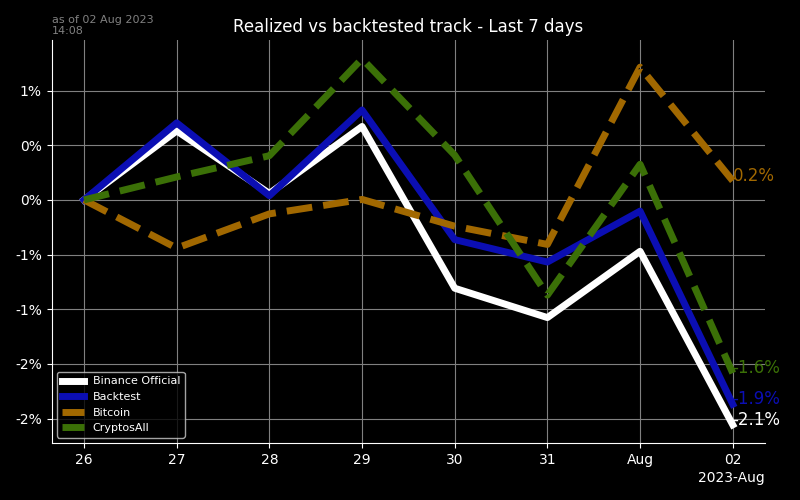 as of 02 Aug 2023
14:08
Realized vs backtested track - Last 7 days
1%
0%
0%
-1%
-1%
-2%
-2%
0.2%
-1.6%
-1.9%
-2.1%
Binance Official
Backtest
Bitcoin
CryptosAll
26 27 28 29 30 31 Aug 02
2023-Aug